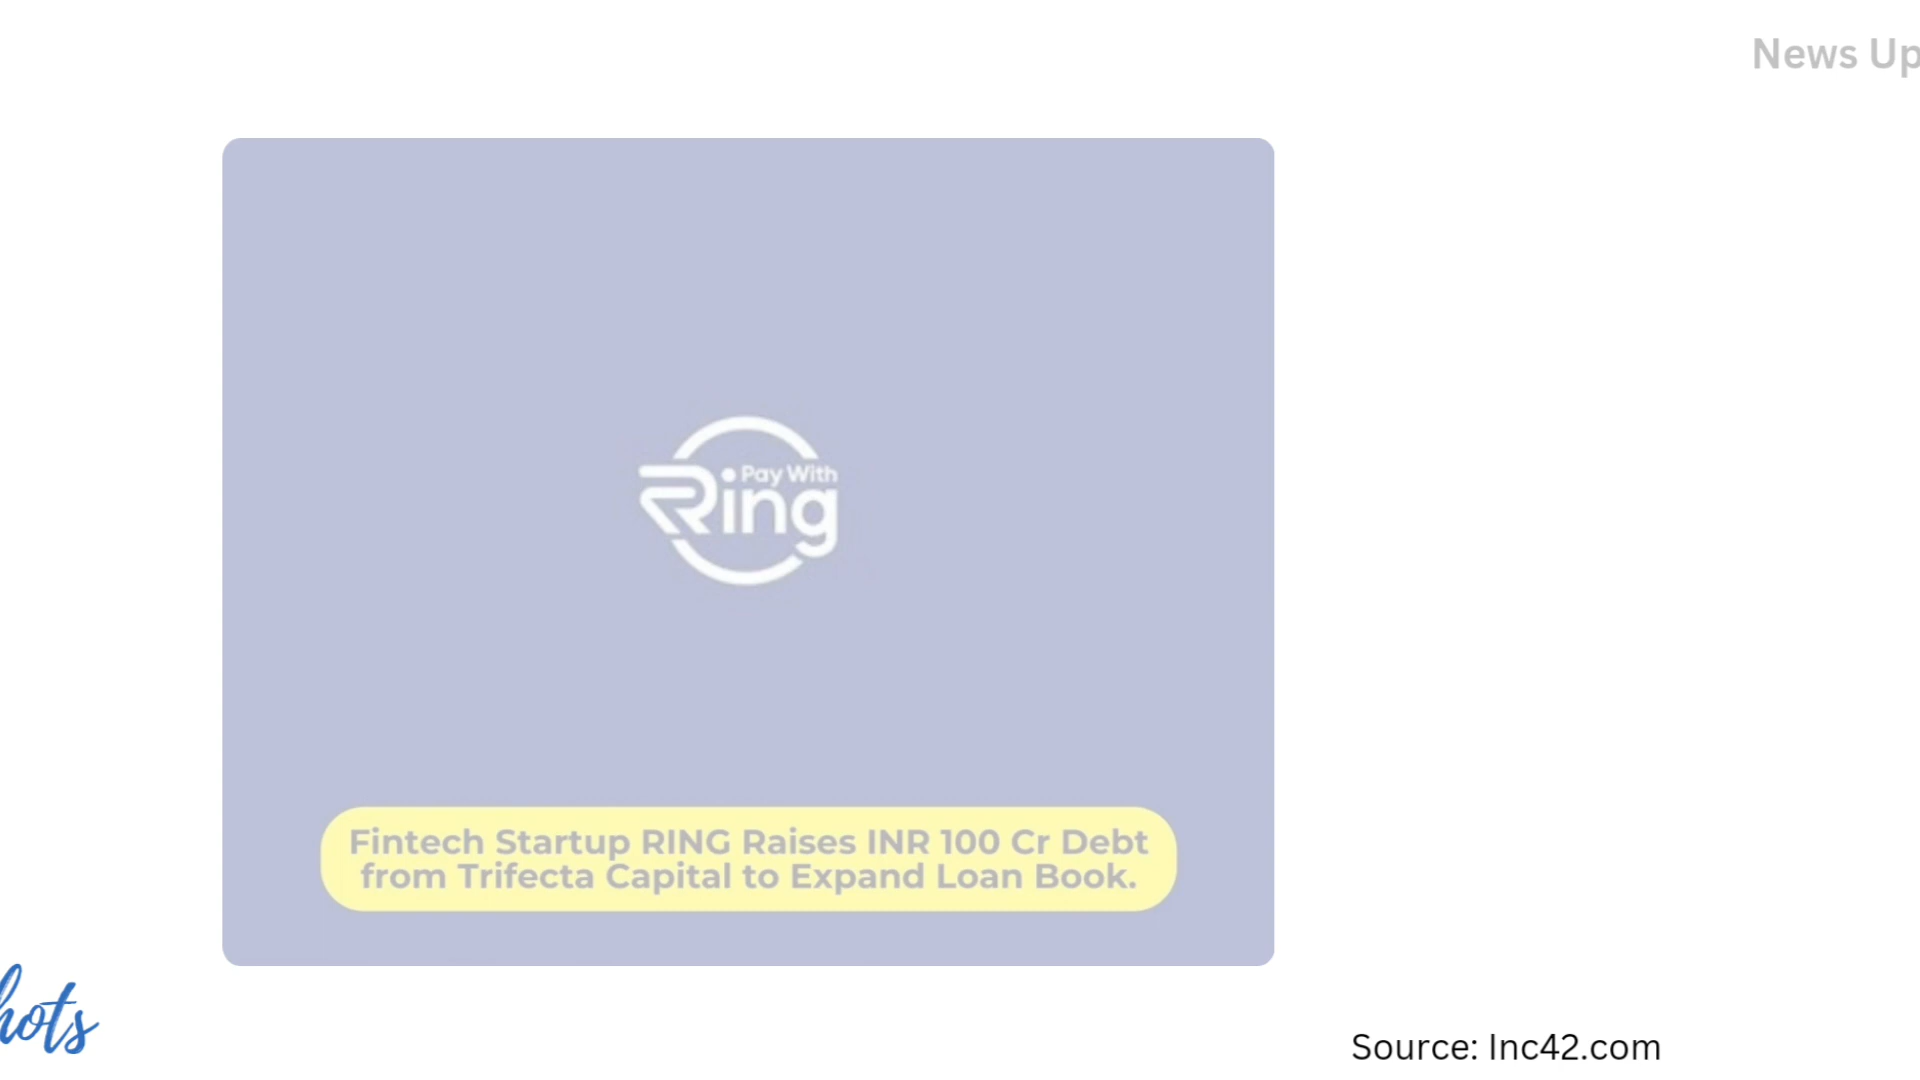 News Up
Pay With
Ring
Fintech Startup RING Raises INR 100 Cr Debt
from Trifecta Capital to Expand Loan Book.
hots
Source: Inc42.com